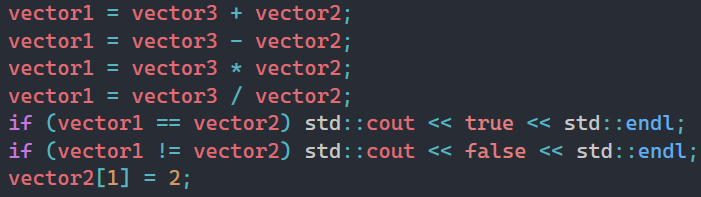 vector1 = vector3 + vector2;
vector1 = vector3 - vector2;
vector1 = vector3 * vector2;
vector1 = vector3 / vector2;
if (vector1 == vector2) std::cout << true << std::endl;
if (vector1 != vector2) std::cout << false << std::endl;
vector2[1] = 2;